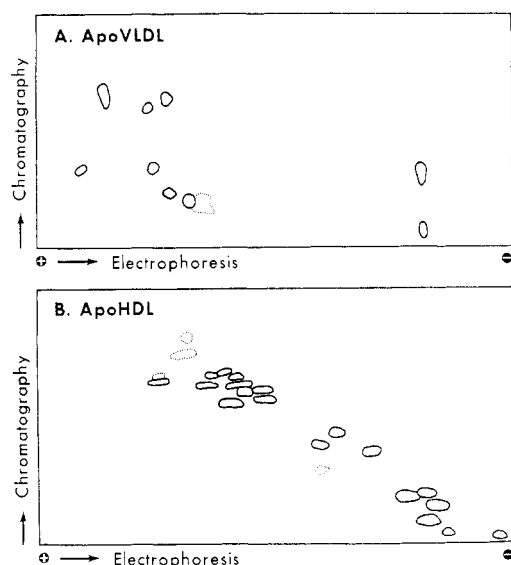 A. ApoVLDL
→ Chromatography
⊕ → Electrophoresis ⊖
B. ApoHDL
→ Chromatography
⊕ → Electrophoresis ⊖